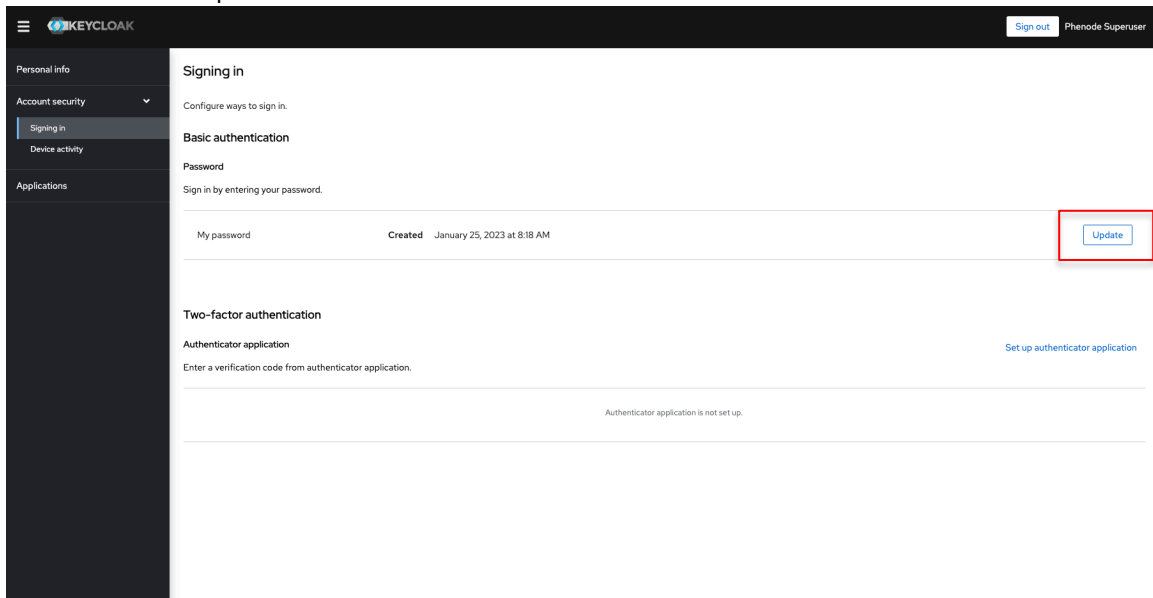 KEYCLOAK
Sign out Phenode Superuser
Personal info
Account security
Signing in
Device activity
Applications
Signing in
Configure ways to sign in.
Basic authentication
Password
Sign in by entering your password.
My password Created January 25, 2023 at 8:18 AM Update
Two-factor authentication
Authenticator application Set up authenticator application
Enter a verification code from authenticator application.
Authenticator application is not set up.